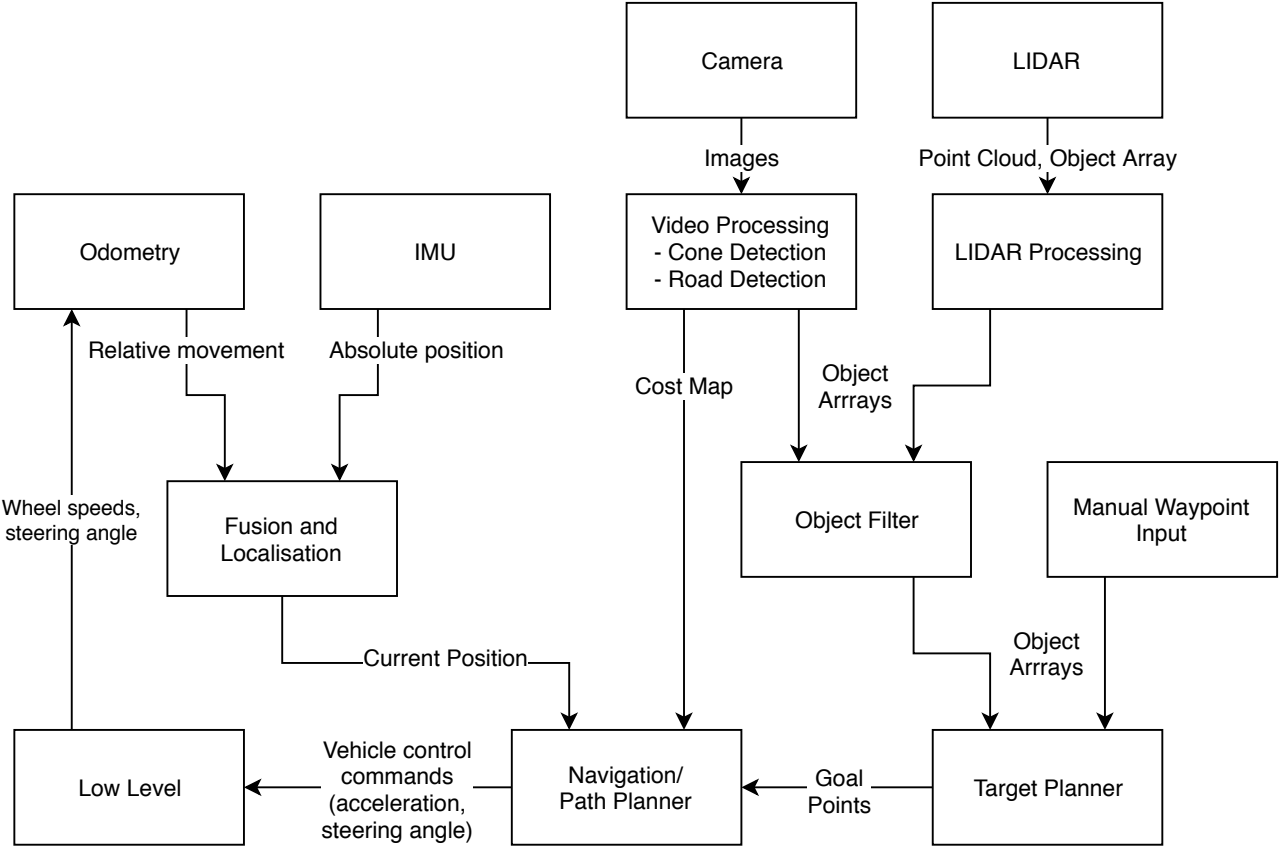 Camera
LIDAR
Images
Point Cloud, Object Array
Odometry
IMU
Video Processing
- Cone Detection
- Road Detection
LIDAR Processing
Relative movement
Absolute position
Cost Map
Object
Arrrays
Wheel speeds,
steering angle
Fusion and
Localisation
Object Filter
Manual Waypoint
Input
Current Position
Object
Arrrays
Low Level
Vehicle control
commands
(acceleration,
steering angle)
Navigation/
Path Planner
Goal
Points
Target Planner